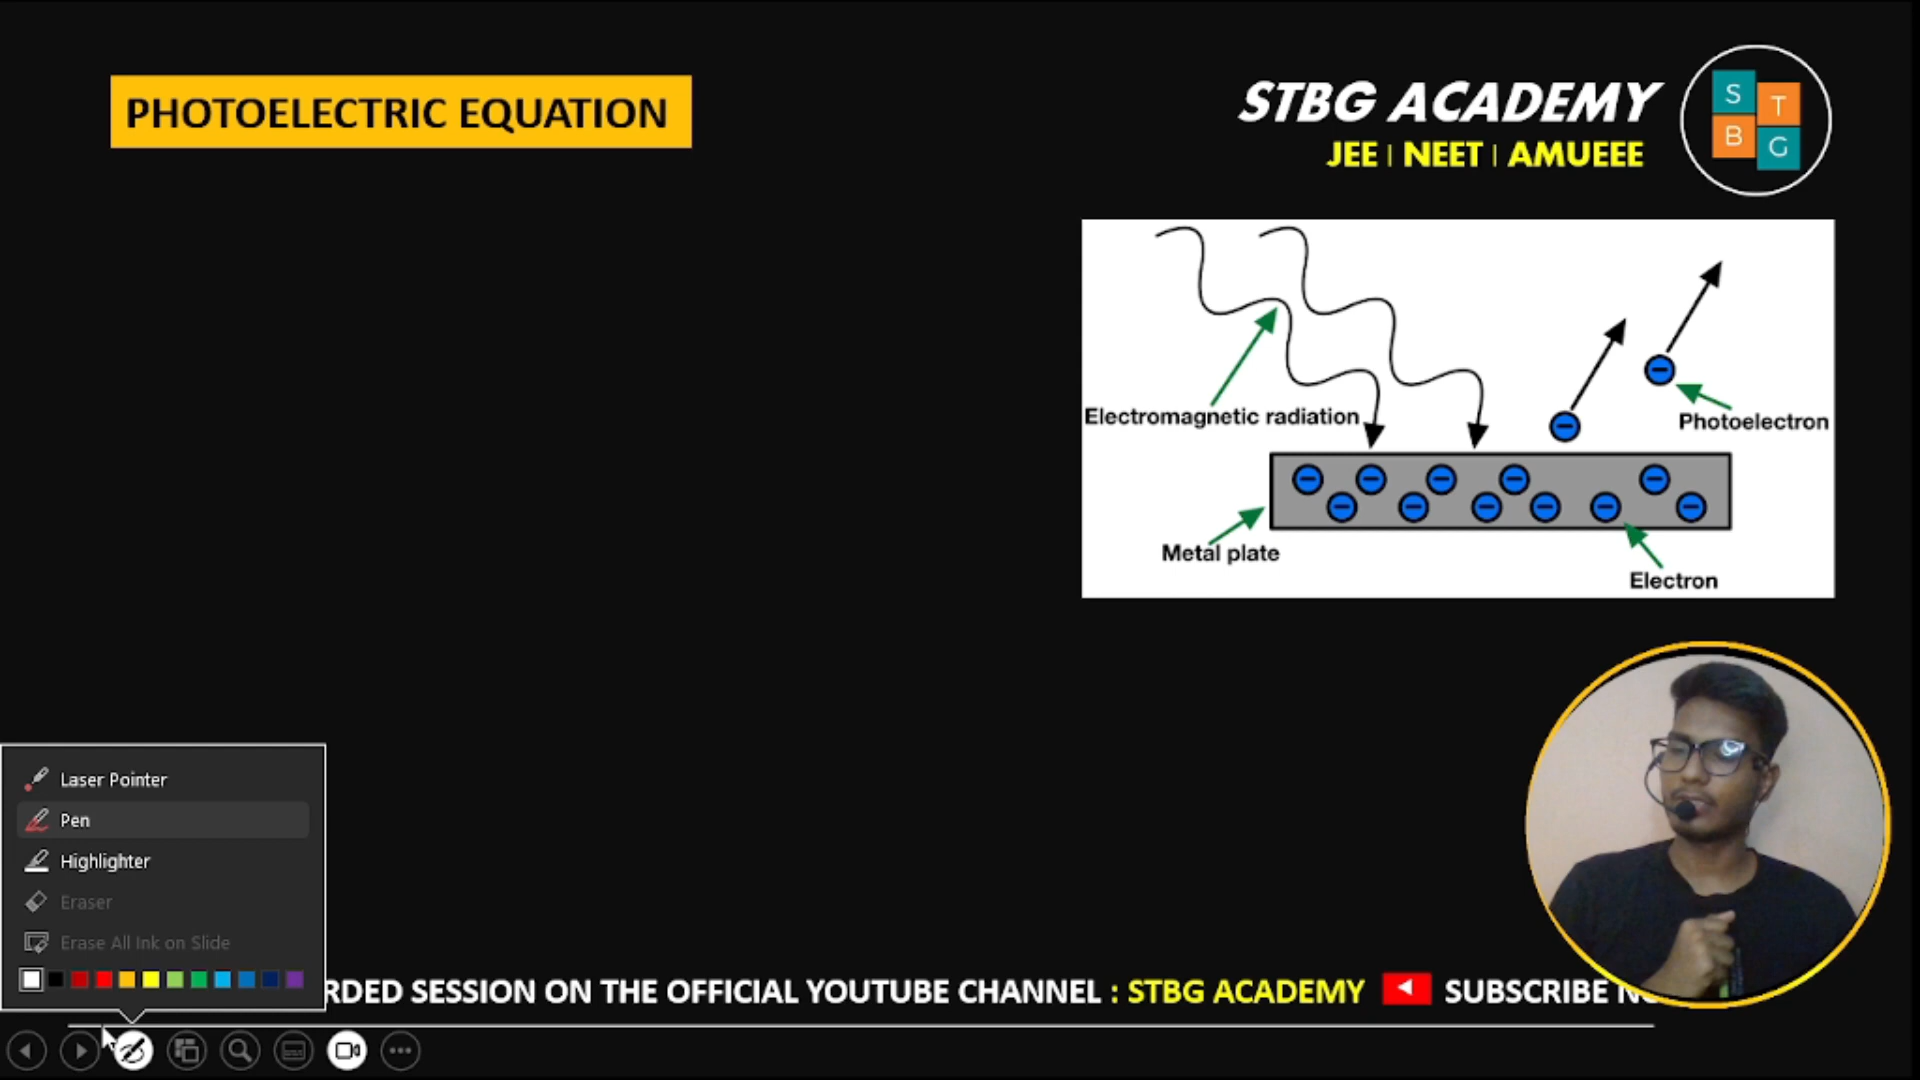 PHOTOELECTRIC EQUATION
STBG ACADEMY
JEE | NEET | AMUEEE
S
T
B
G
Electromagnetic radiation
Photoelectron
Metal plate
Electron
Laser Pointer
Pen
Highlighter
Eraser
Erase All Ink on Slide
RDED SESSION ON THE OFFICIAL YOUTUBE CHANNEL : STBG ACADEMY SUBSCRIBE